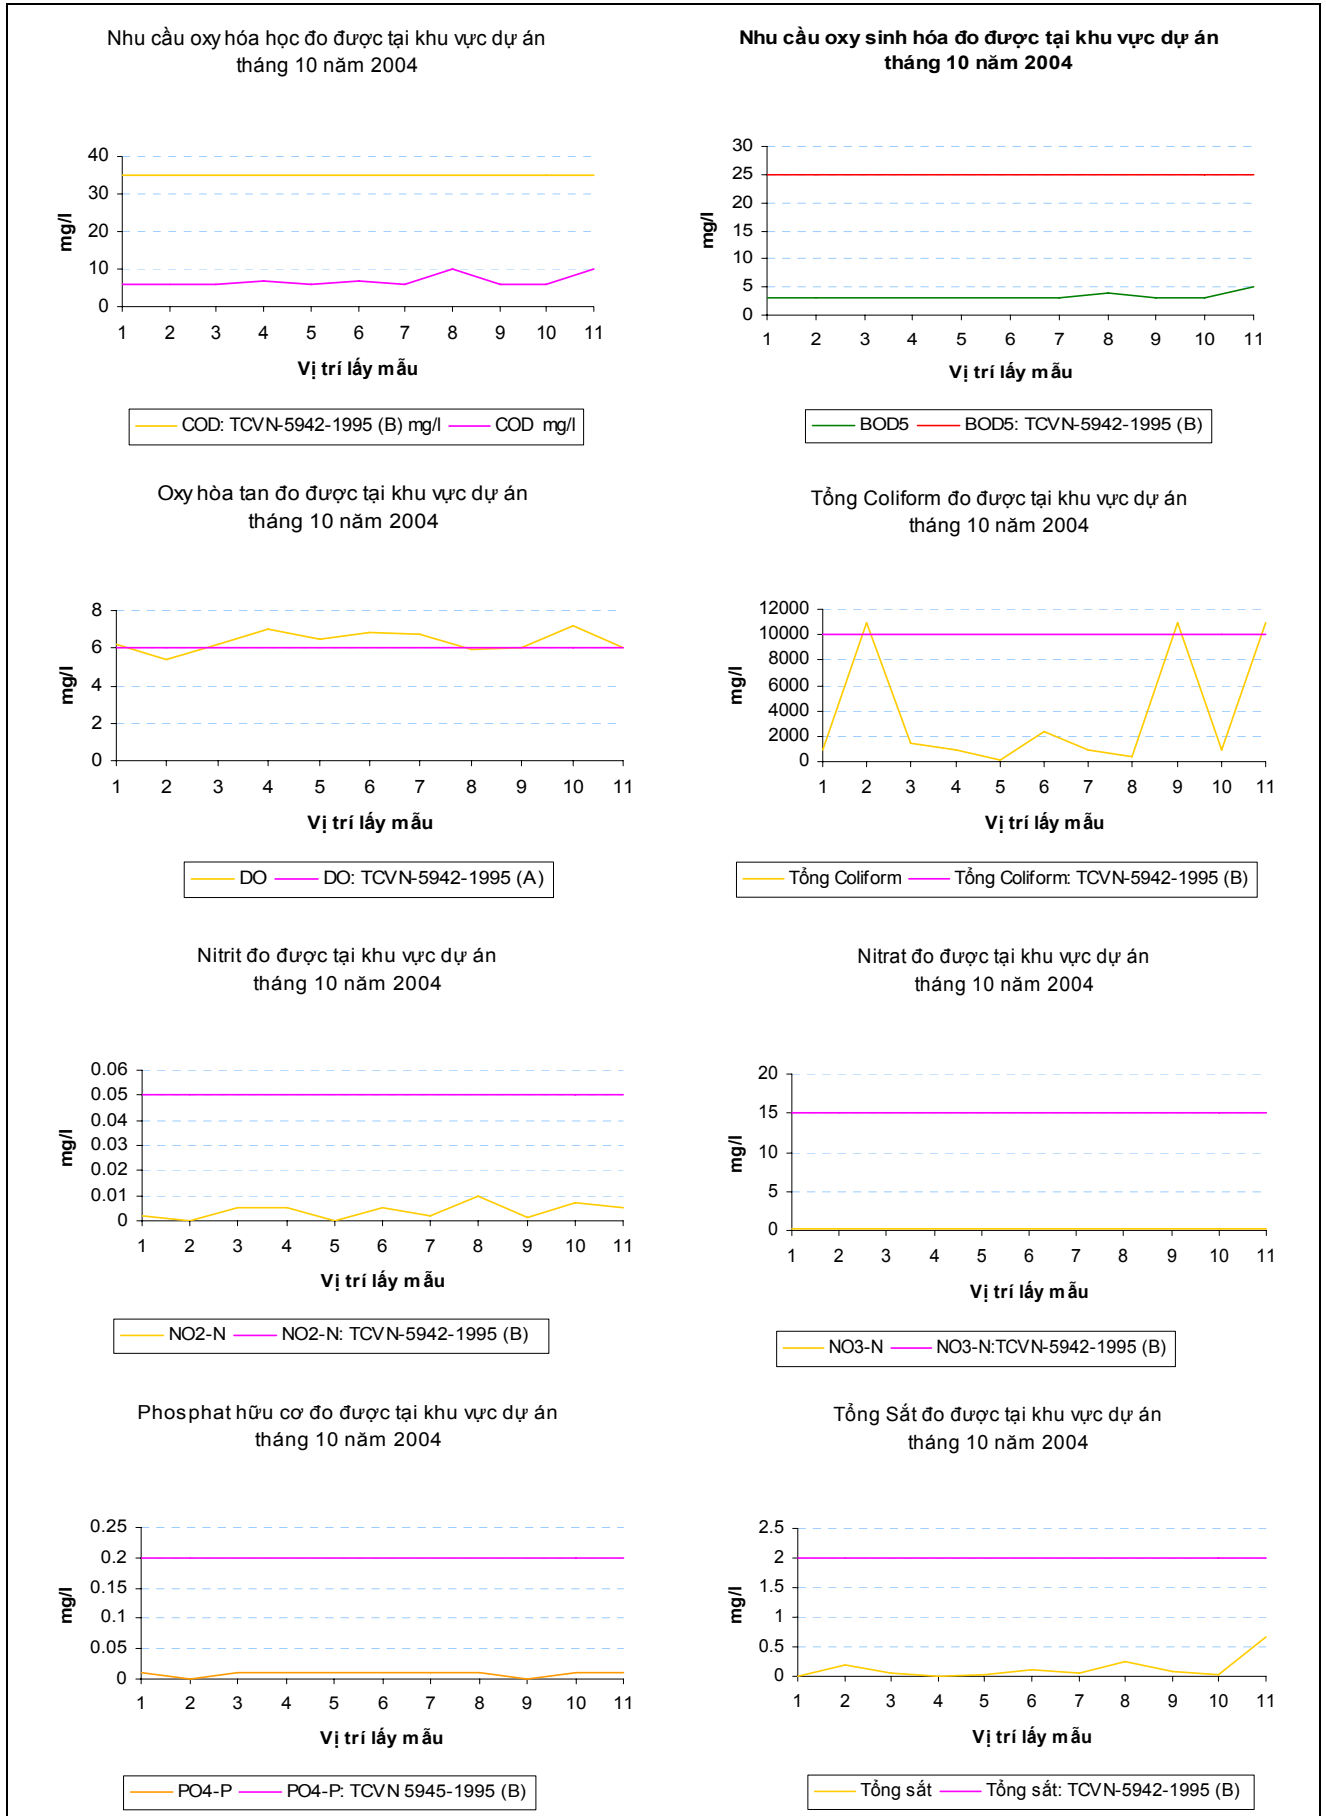 Nhu cầu oxy hóa học đo được tại khu vực dự án
tháng 10 năm 2004
40
30
20
10
0
mg/l
1 2 3 4 5 6 7 8 9 10 11
Vị trí lấy mẫu
COD: TCVN-5942-1995 (B) mg/l COD mg/l
Nhu cầu oxy sinh hóa đo được tại khu vực dự án
tháng 10 năm 2004
30
25
20
15
10
5
0
mg/l
1 2 3 4 5 6 7 8 9 10 11
Vị trí lấy mẫu
BOD5 BOD5: TCVN-5942-1995 (B)
Oxy hòa tan đo được tại khu vực dự án
tháng 10 năm 2004
8
6
4
2
0
mg/l
1 2 3 4 5 6 7 8 9 10 11
Vị trí lấy mẫu
DO DO: TCVN-5942-1995 (A)
Tổng Coliform đo được tại khu vực dự án
tháng 10 năm 2004
12000
10000
8000
6000
4000
2000
0
mg/l
1 2 3 4 5 6 7 8 9 10 11
Vị trí lấy mẫu
Tổng Coliform Tổng Coliform: TCVN-5942-1995 (B)
Nitrit đo được tại khu vực dự án
tháng 10 năm 2004
0.06
0.05
0.04
0.03
0.02
0.01
0
mg/l
1 2 3 4 5 6 7 8 9 10 11
Vị trí lấy mẫu
NO2-N NO2-N: TCVN-5942-1995 (B)
Nitrat đo được tại khu vực dự án
tháng 10 năm 2004
20
15
10
5
0
mg/l
1 2 3 4 5 6 7 8 9 10 11
Vị trí lấy mẫu
NO3-N NO3-N:TCVN-5942-1995 (B)
Phosphat hữu cơ đo được tại khu vực dự án
tháng 10 năm 2004
0.25
0.2
0.15
0.1
0.05
0
mg/l
1 2 3 4 5 6 7 8 9 10 11
Vị trí lấy mẫu
PO4-P PO4-P: TCVN 5945-1995 (B)
Tổng Sắt đo được tại khu vực dự án
tháng 10 năm 2004
2.5
2
1.5
1
0.5
0
mg/l
1 2 3 4 5 6 7 8 9 10 11
Vị trí lấy mẫu
Tổng sắt Tổng sắt: TCVN-5942-1995 (B)